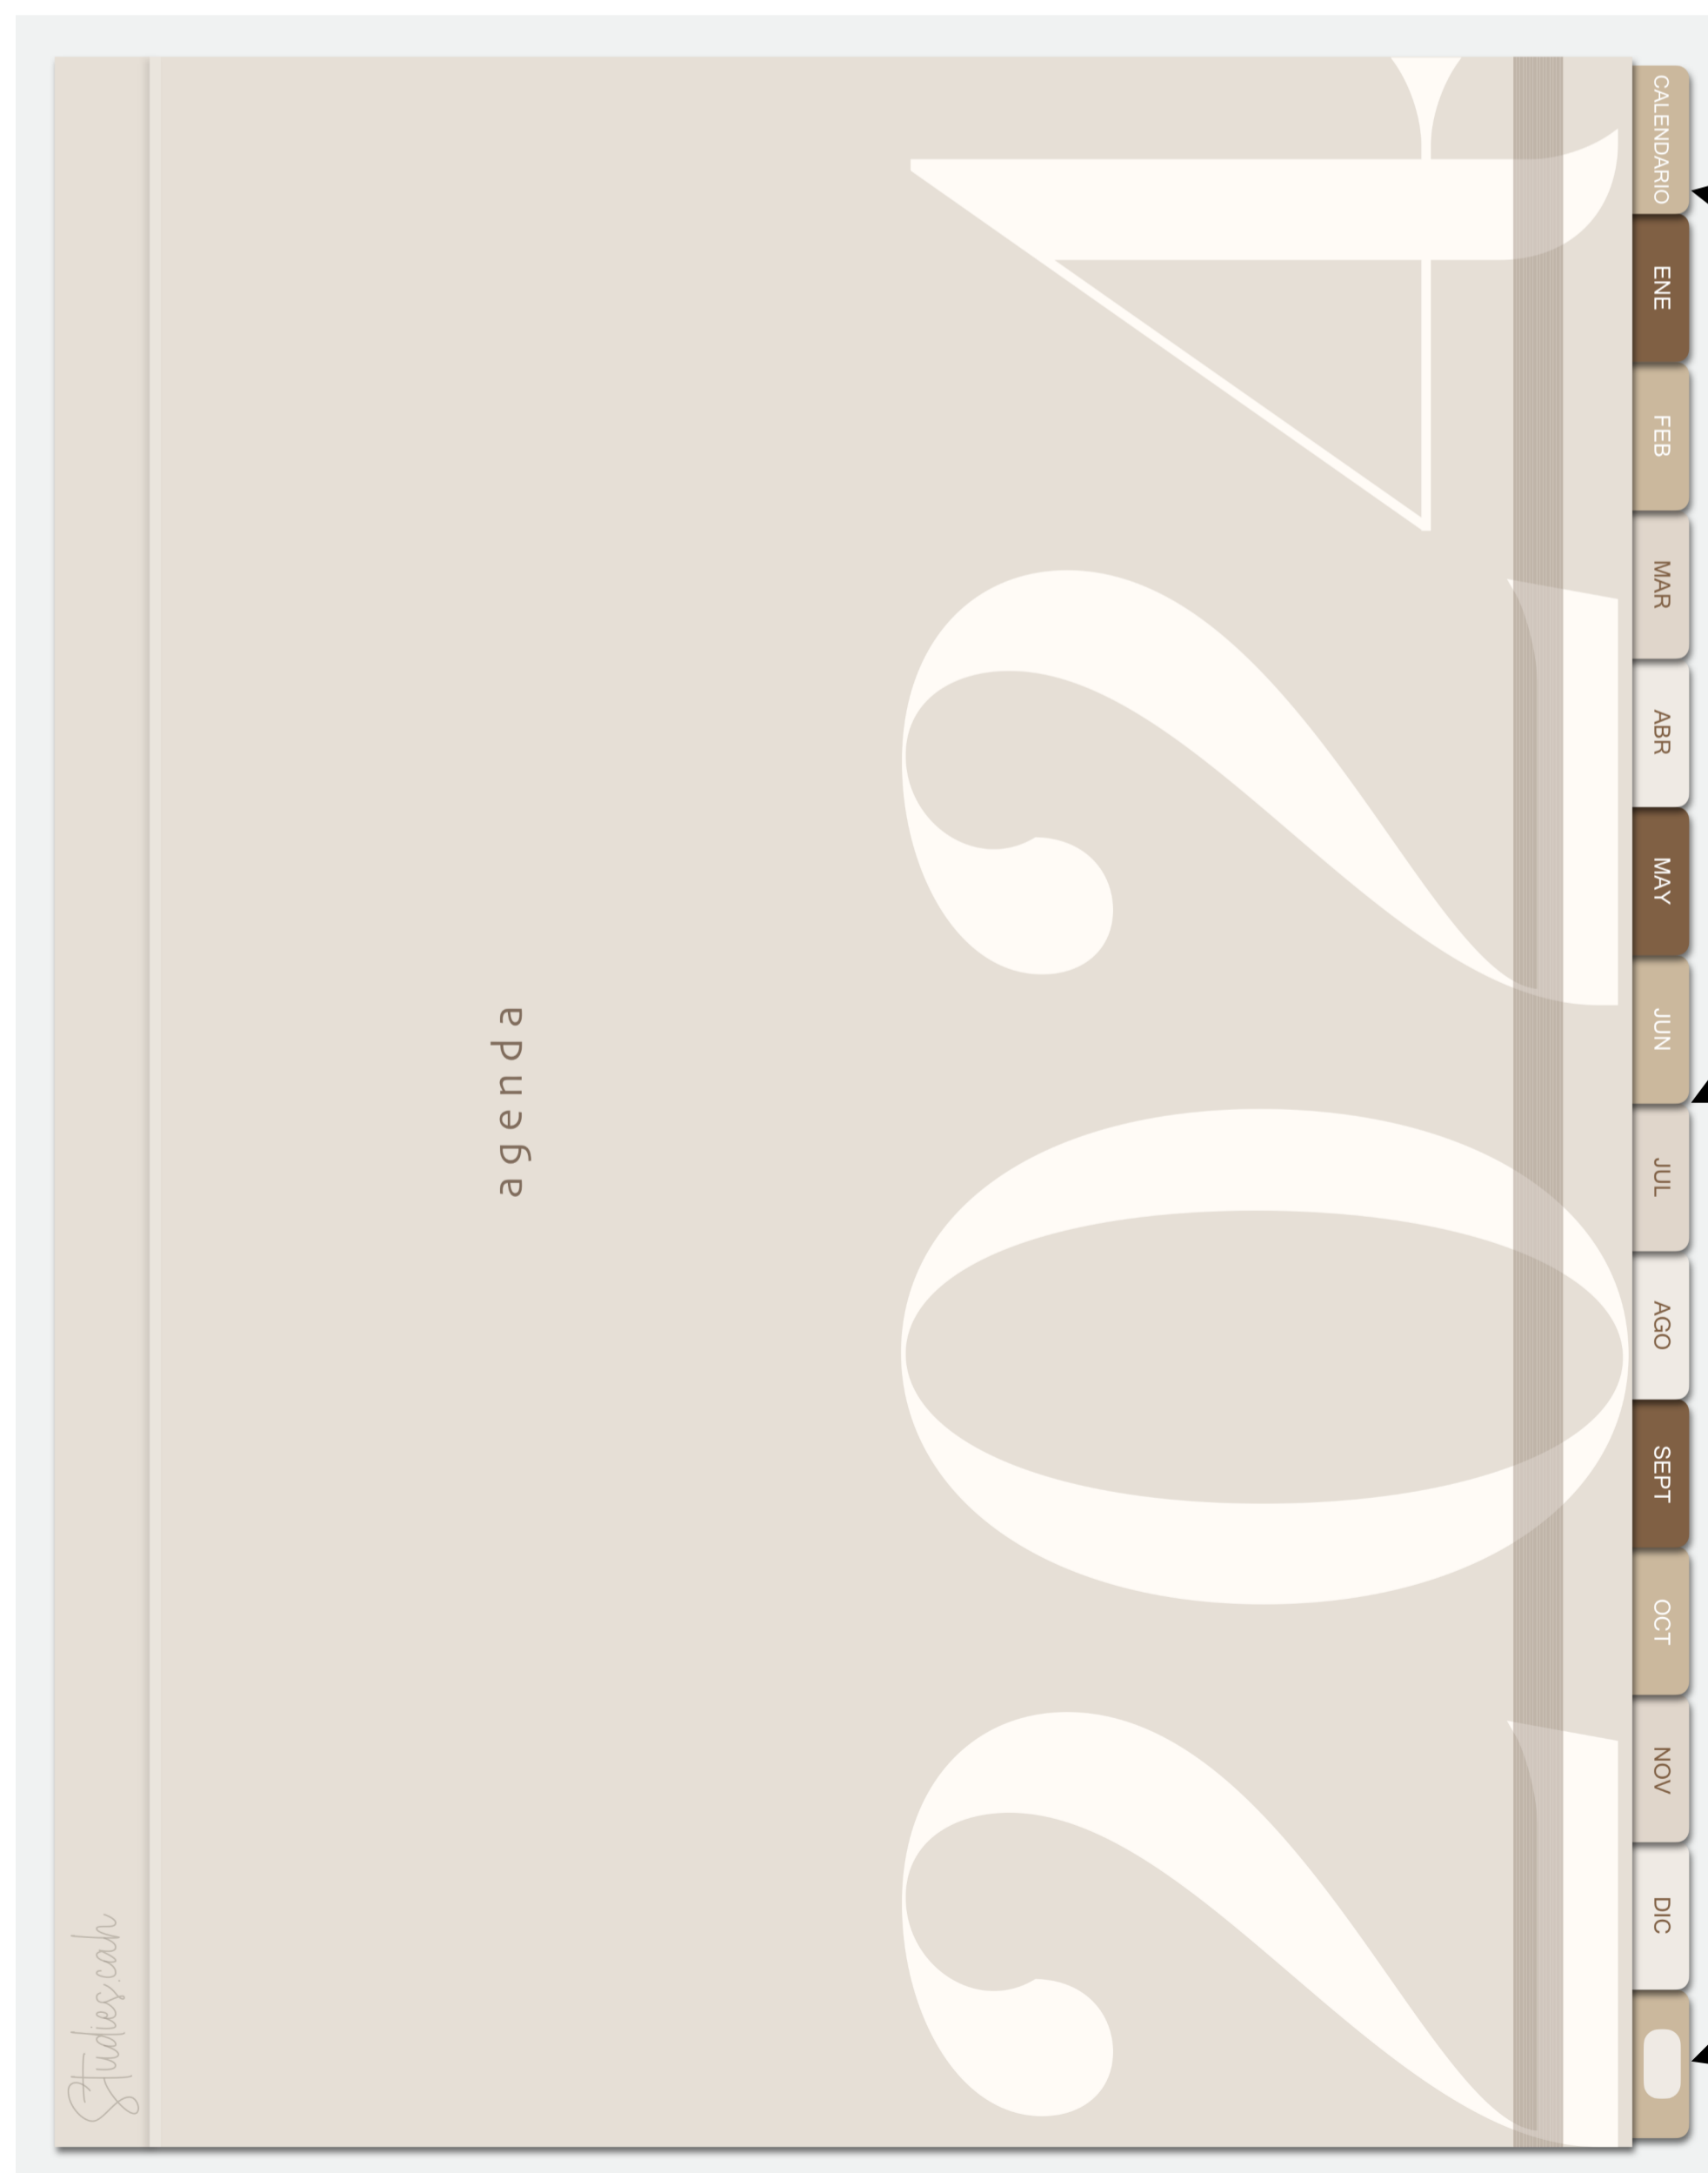 2024
agenda
Studies.cah
CALENDARIO
ENE
FEB
MAR
ABR
MAY
JUN
JUL
AGO
SEPT
OCT
NOV
DIC